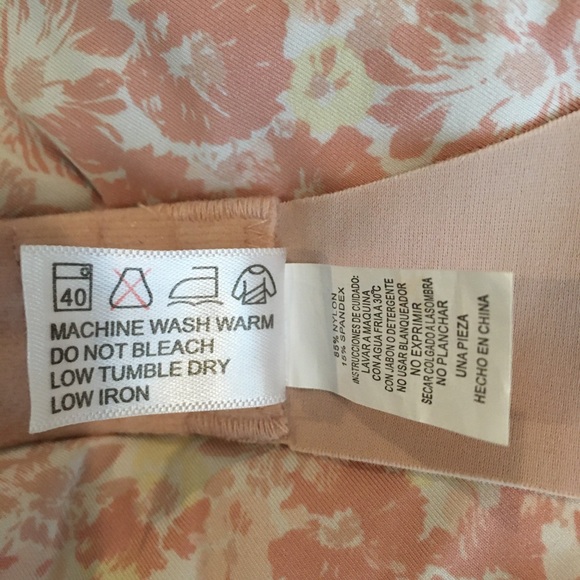 40
MACHINE WASH WARM
DO NOT BLEACH
LOW TUMBLE DRY
LOW IRON
85% NYLON
15% SPANDEX
INSTRUCCIONES DE CUIDADO:
LAVAR A MAQUINA
CON AGUA FRIA A 30°C
CON JABON O DETERGENTE
NO USAR BLANQUEADOR
NO EXPRIMIR
SECAR COLGADO A LA SOMBRA
NO PLANCHAR
UNA PIEZA
HECHO EN CHINA